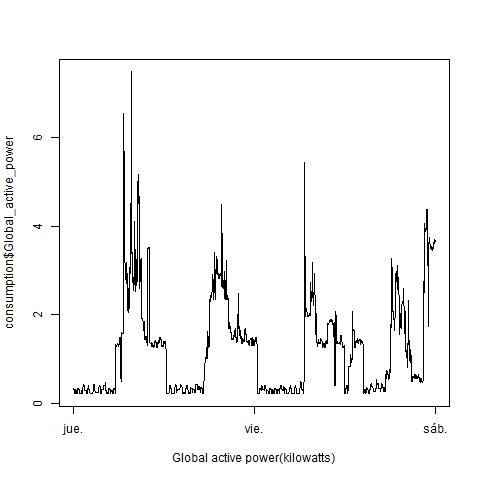 consumption$Global_active_power
6
4
2
0
jue.
vie.
sáb.
Global active power(kilowatts)